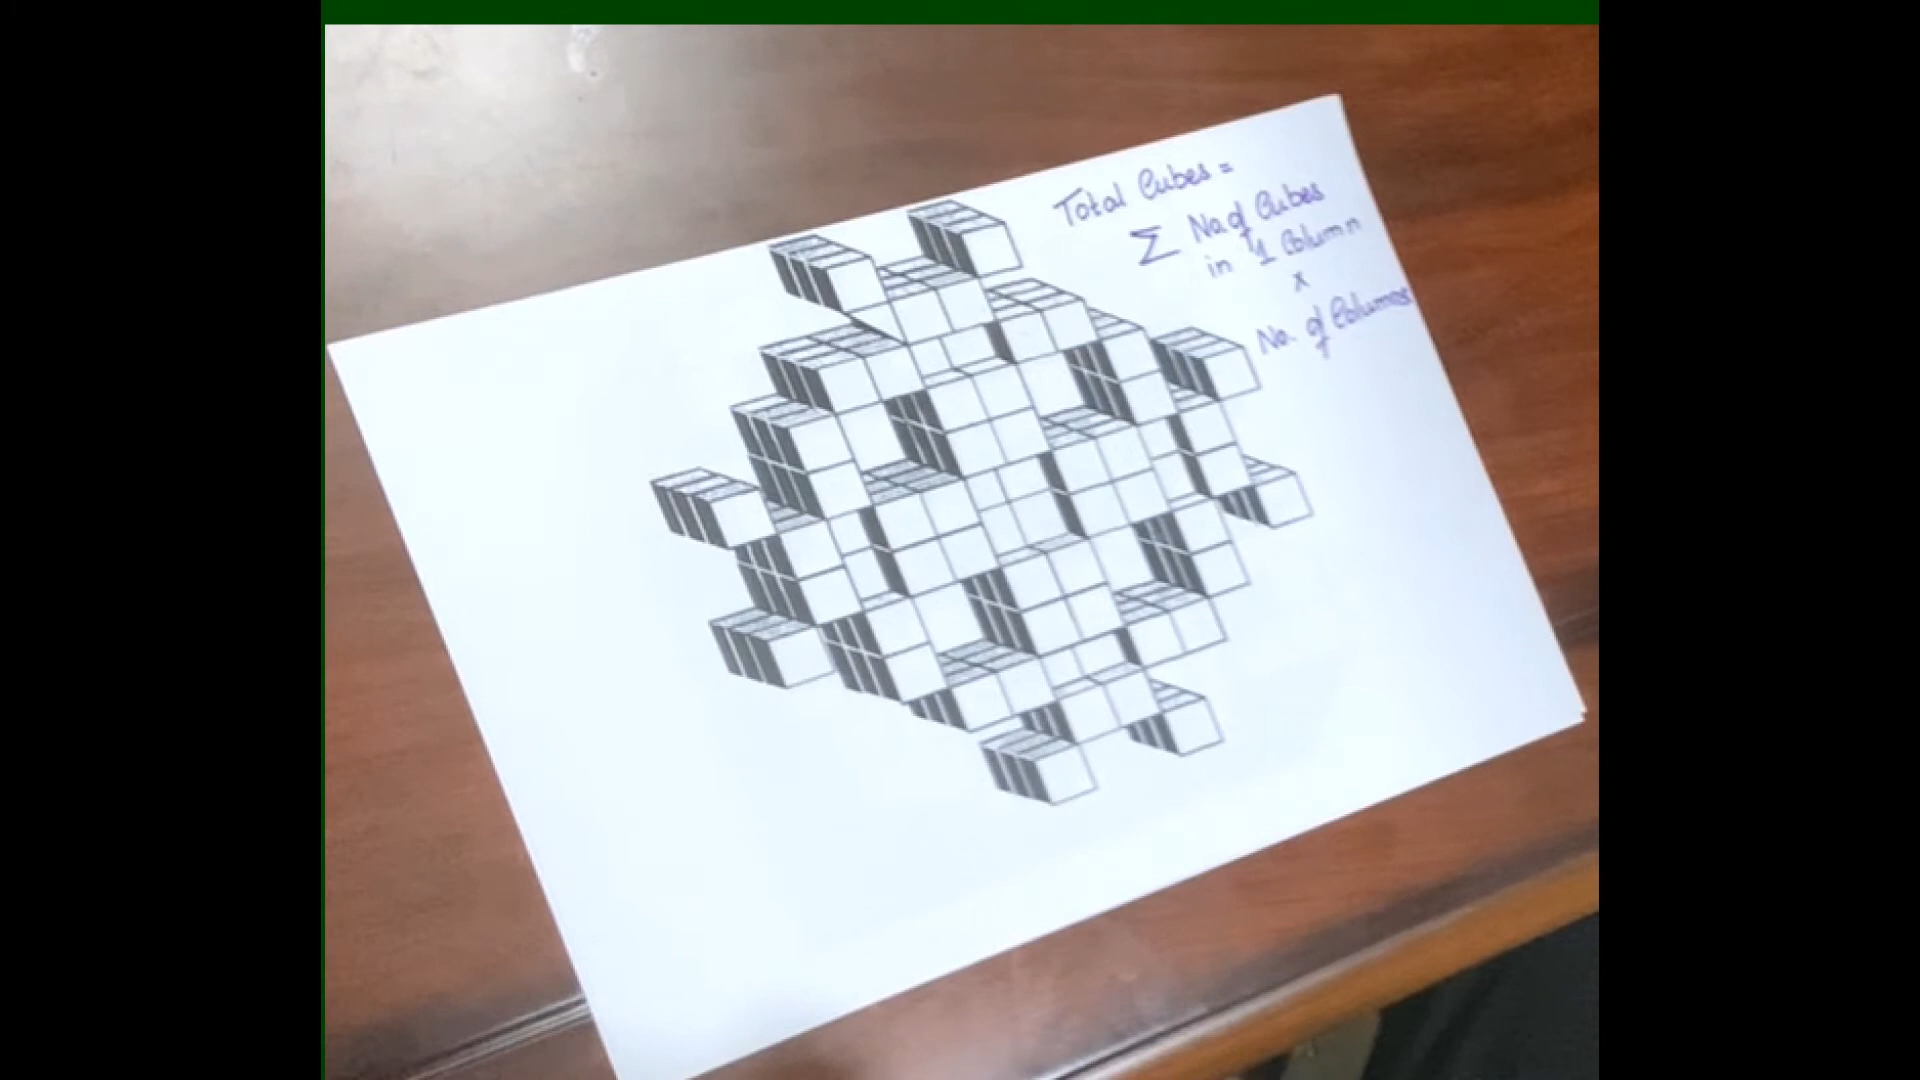 Total Cubes =
Σ No. of Cubes
in 1 Column
x
No. of Columns